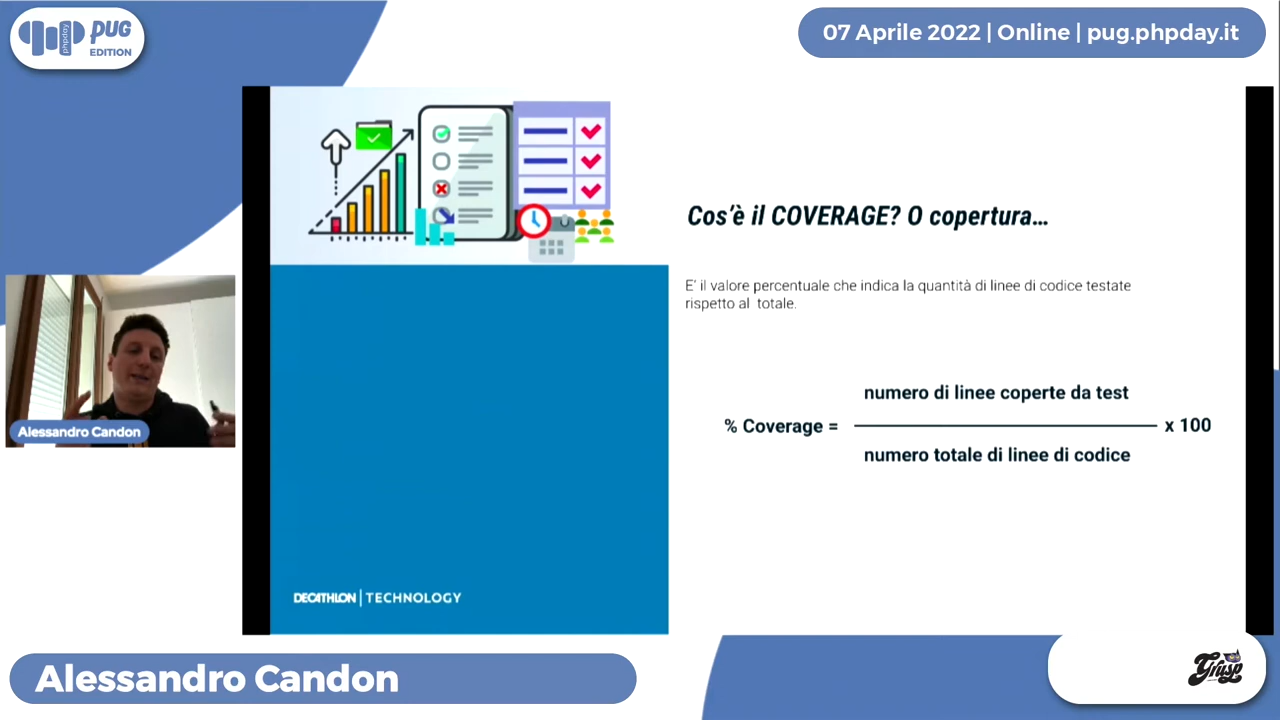 phpday
PUG
EDITION
07 Aprile 2022 | Online | pug.phpday.it
Cos'è il COVERAGE? O copertura...
E' il valore percentuale che indica la quantità di linee di codice testate
rispetto al totale.
numero di linee coperte da test
% Coverage =
x 100
numero totale di linee di codice
Alessandro Candon
DECATHLON | TECHNOLOGY
Alessandro Candon
Grusp